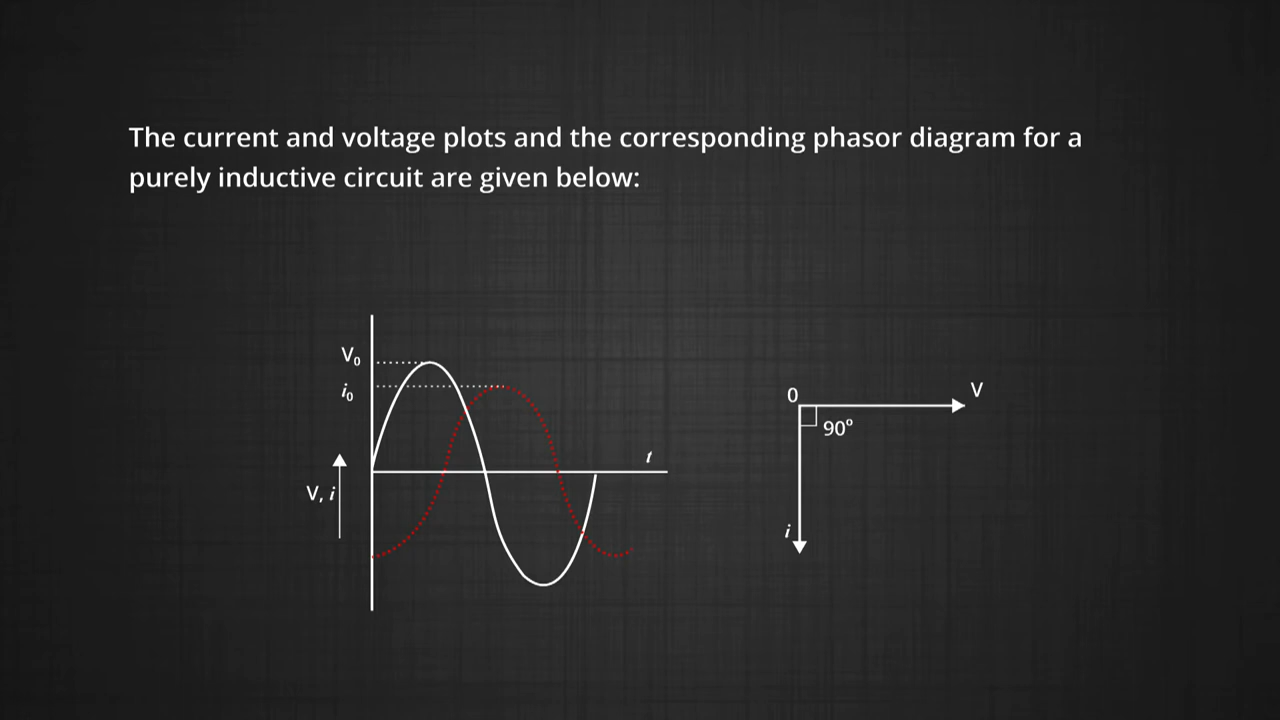 The current and voltage plots and the corresponding phasor diagram for a
purely inductive circuit are given below:
V₀
i₀
t
V, i
0
V
90°
i